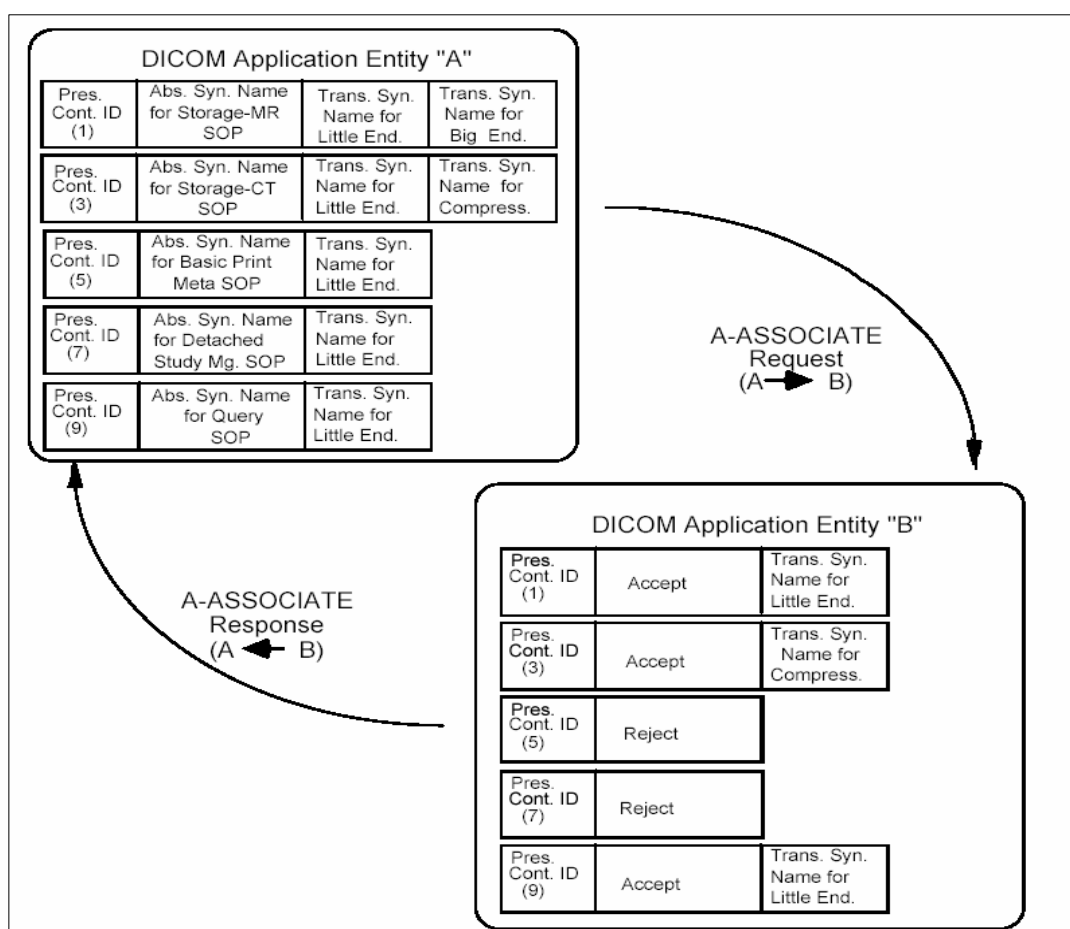 DICOM Application Entity "A"
Pres.
Cont. ID
(1)
Abs. Syn. Name
for Storage-MR
SOP
Trans. Syn.
Name for
Little End.
Trans. Syn.
Name for
Big End.
Pres.
Cont. ID
(3)
Abs. Syn. Name
for Storage-CT
SOP
Trans. Syn.
Name for
Little End.
Trans. Syn.
Name for
Compress.
Pres.
Cont. ID
(5)
Abs. Syn. Name
for Basic Print
Meta SOP
Trans. Syn.
Name for
Little End.
Pres.
Cont. ID
(7)
Abs. Syn. Name
for Detached
Study Mg. SOP
Trans. Syn.
Name for
Little End.
Pres.
Cont. ID
(9)
Abs. Syn. Name
for Query
SOP
Trans. Syn.
Name for
Little End.
A-ASSOCIATE
Request
(A B)
DICOM Application Entity "B"
Pres.
Cont. ID
(1)
Accept
Trans. Syn.
Name for
Little End.
Pres.
Cont. ID
(3)
Accept
Trans. Syn.
Name for
Compress.
Pres.
Cont. ID
(5)
Reject
Pres.
Cont. ID
(7)
Reject
Pres.
Cont. ID
(9)
Accept
Trans. Syn.
Name for
Little End.
A-ASSOCIATE
Response
(A B)